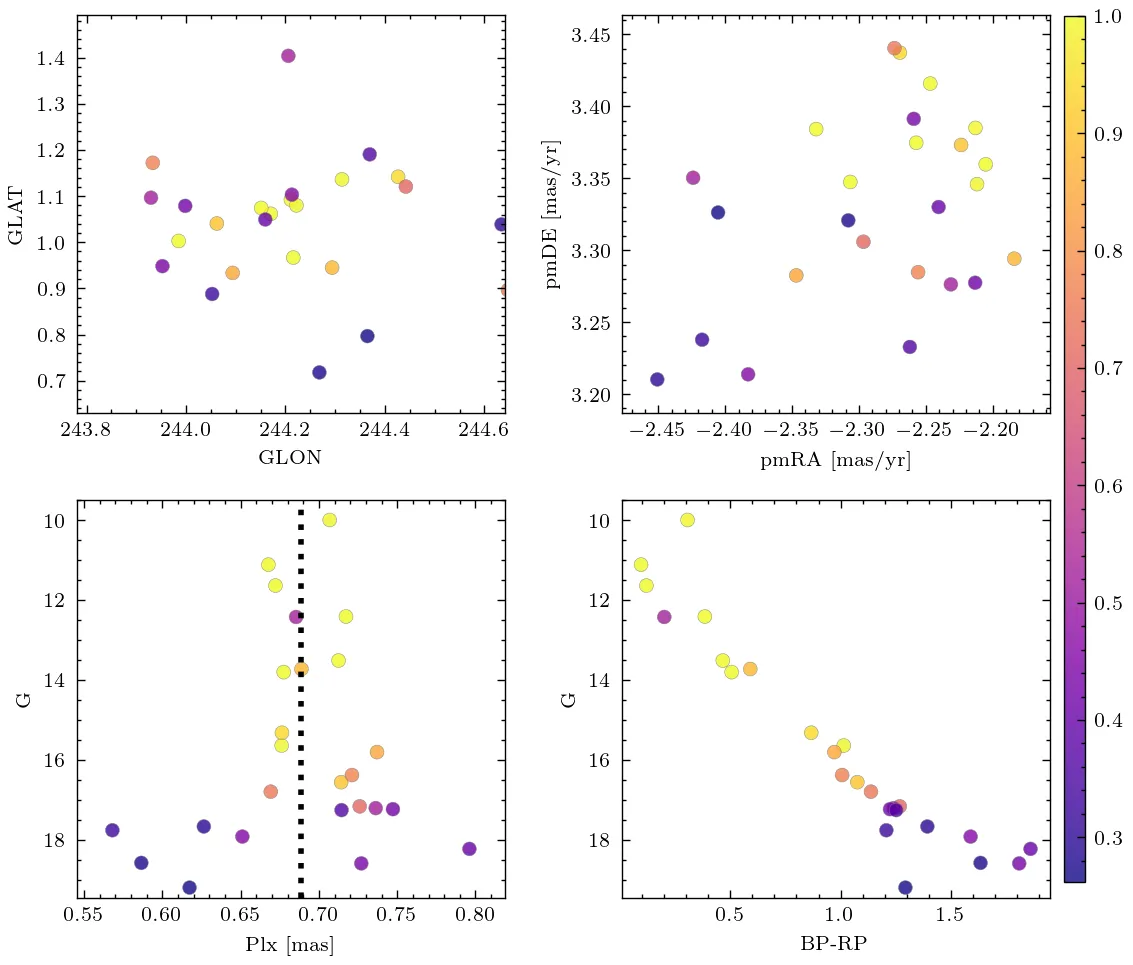 1.4
1.3
1.2
1.1
1.0
0.9
0.8
0.7
GLAT
243.8 244.0 244.2 244.4 244.6
GLON
3.45
3.40
3.35
3.30
3.25
3.20
pmDE [mas/yr]
−2.45 −2.40 −2.35 −2.30 −2.25 −2.20
pmRA [mas/yr]
1.0
0.9
0.8
0.7
0.6
0.5
0.4
0.3
10
12
14
16
18
G
0.55 0.60 0.65 0.70 0.75 0.80
Plx [mas]
10
12
14
16
18
G
0.5 1.0 1.5
BP-RP